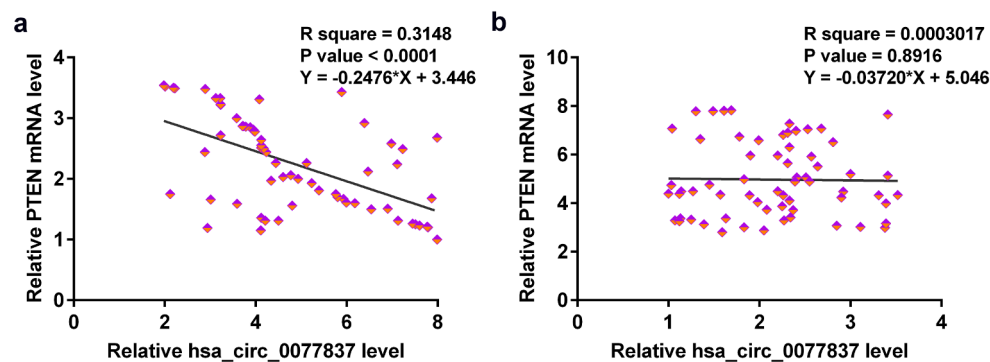 a
R square = 0.3148
P value < 0.0001
Y = -0.2476*X + 3.446
Relative PTEN mRNA level
4
3
2
1
0
0
2
4
6
8
Relative hsa_circ_0077837 level
b
R square = 0.0003017
P value = 0.8916
Y = -0.03720*X + 5.046
Relative PTEN mRNA level
10
8
6
4
2
0
0
1
2
3
4
Relative hsa_circ_0077837 level